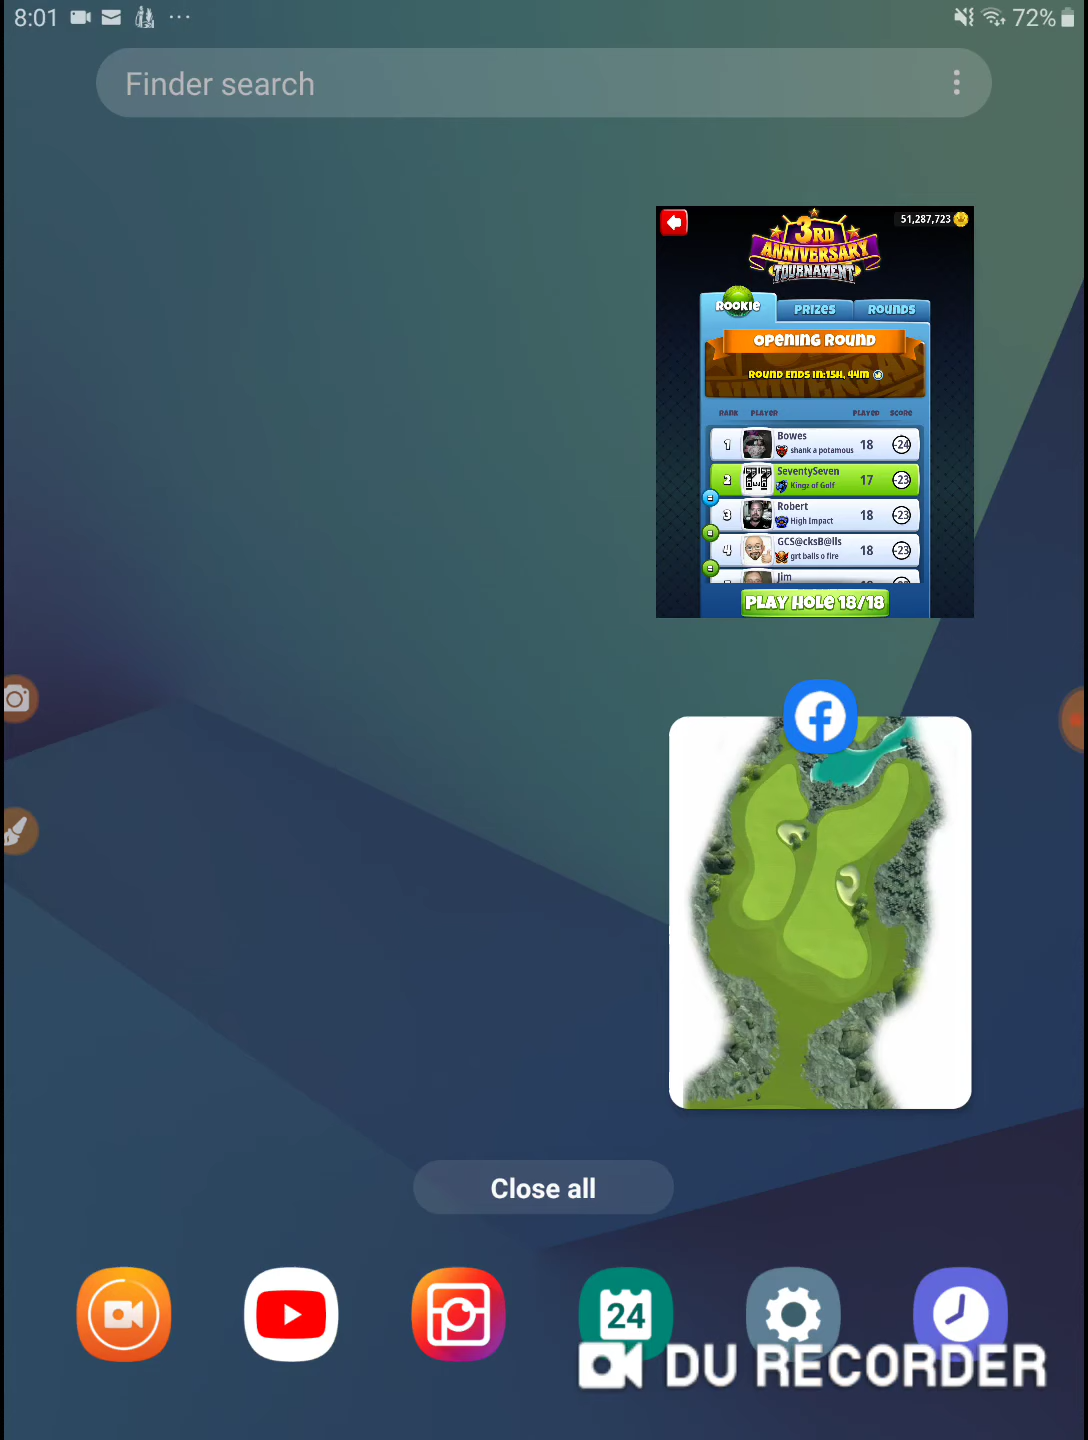 8:01
72%
Finder search
51,287,723
3RD
ANNIVERSARY
TOURNAMENT
ROOKIE
PRIZES
ROUNDS
OPENING ROUND
ROUND ENDS IN:15H, 44M
RANK PLAYER PLAYED SCORE
1 Bowes 18 -24
shank a potamous
2 SeventySeven 17 -23
Kingz of Golf
3 Robert 18 -23
High Impact
4 GCS@cksB@lls 18 -23
grt balls o fire
Jim
PLAY HOLE 18/18
Close all
24
DU RECORDER